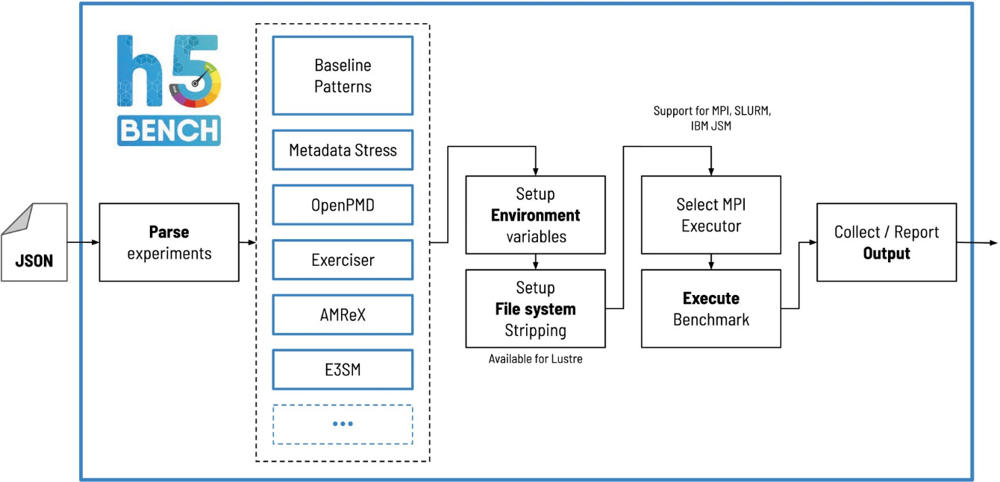 h5
BENCH
JSON
Parse
experiments
Baseline
Patterns
Metadata Stress
OpenPMD
Exerciser
AMReX
E3SM
...
Setup
Environment
variables
Setup
File system
Stripping
Available for Lustre
Support for MPI, SLURM,
IBM JSM
Select MPI
Executor
Execute
Benchmark
Collect / Report
Output